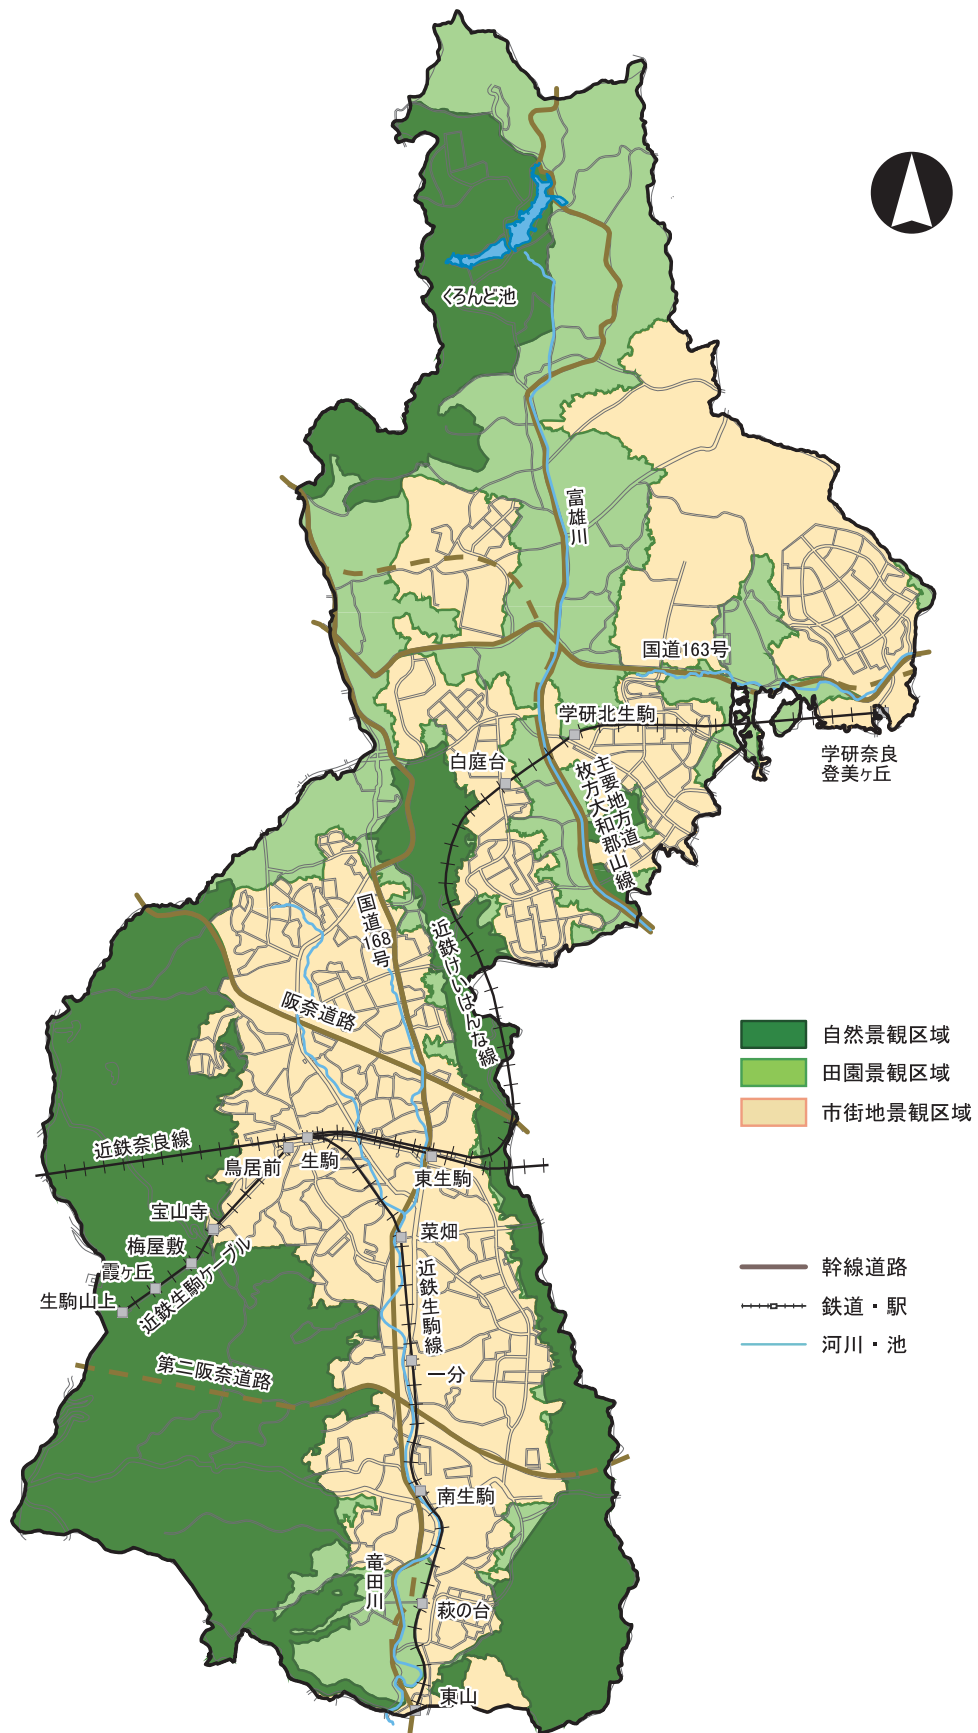 くろんど池
富雄川
国道163号
学研北生駒
白庭台
学研奈良
登美ヶ丘
主要地方道
枚方大和郡山線
国道168号
近鉄けいはんな線
阪奈道路
自然景観区域
田園景観区域
市街地景観区域
近鉄奈良線
鳥居前
生駒
東生駒
宝山寺
菜畑
梅屋敷
霞ヶ丘
生駒山上
近鉄生駒ケーブル
近鉄生駒線
幹線道路
鉄道・駅
河川・池
第二阪奈道路
一分
南生駒
竜田川
萩の台
東山